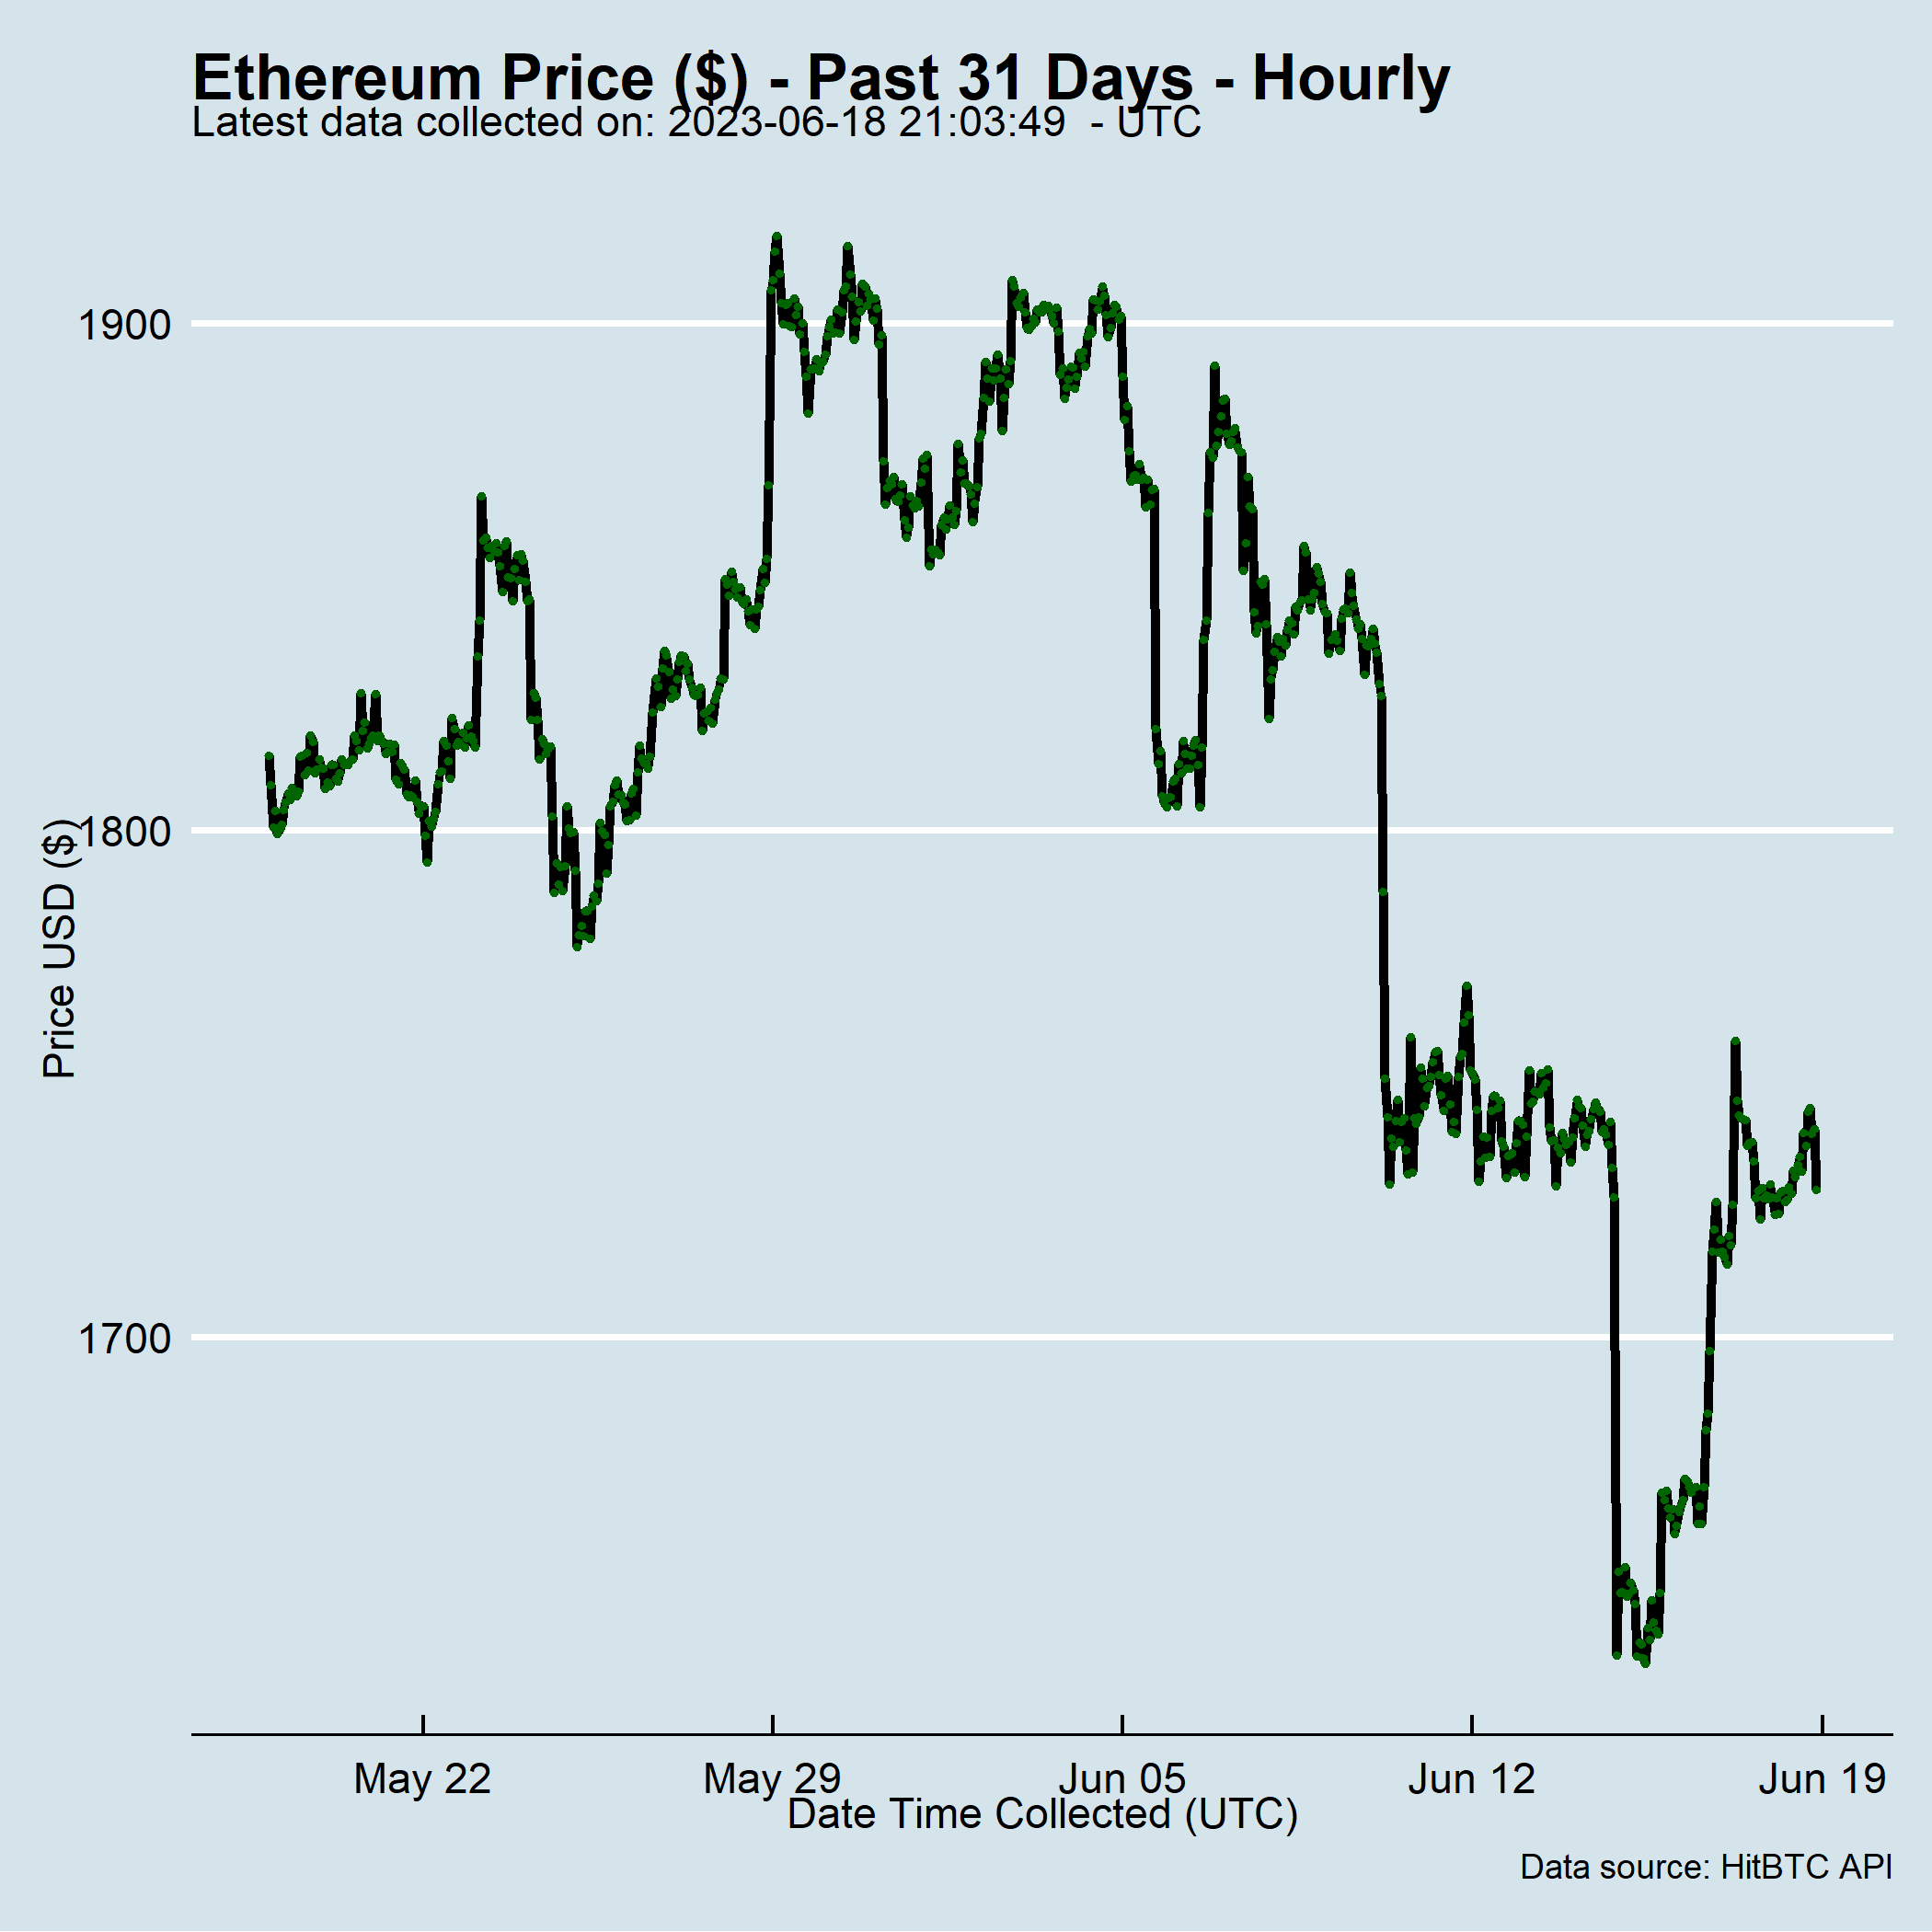 Ethereum Price ($) - Past 31 Days - Hourly
Latest data collected on: 2023-06-18 21:03:49  - UTC
1900
1800
1700
Price USD ($)
May 22
May 29
Jun 05
Jun 12
Jun 19
Date Time Collected (UTC)
Data source: HitBTC API